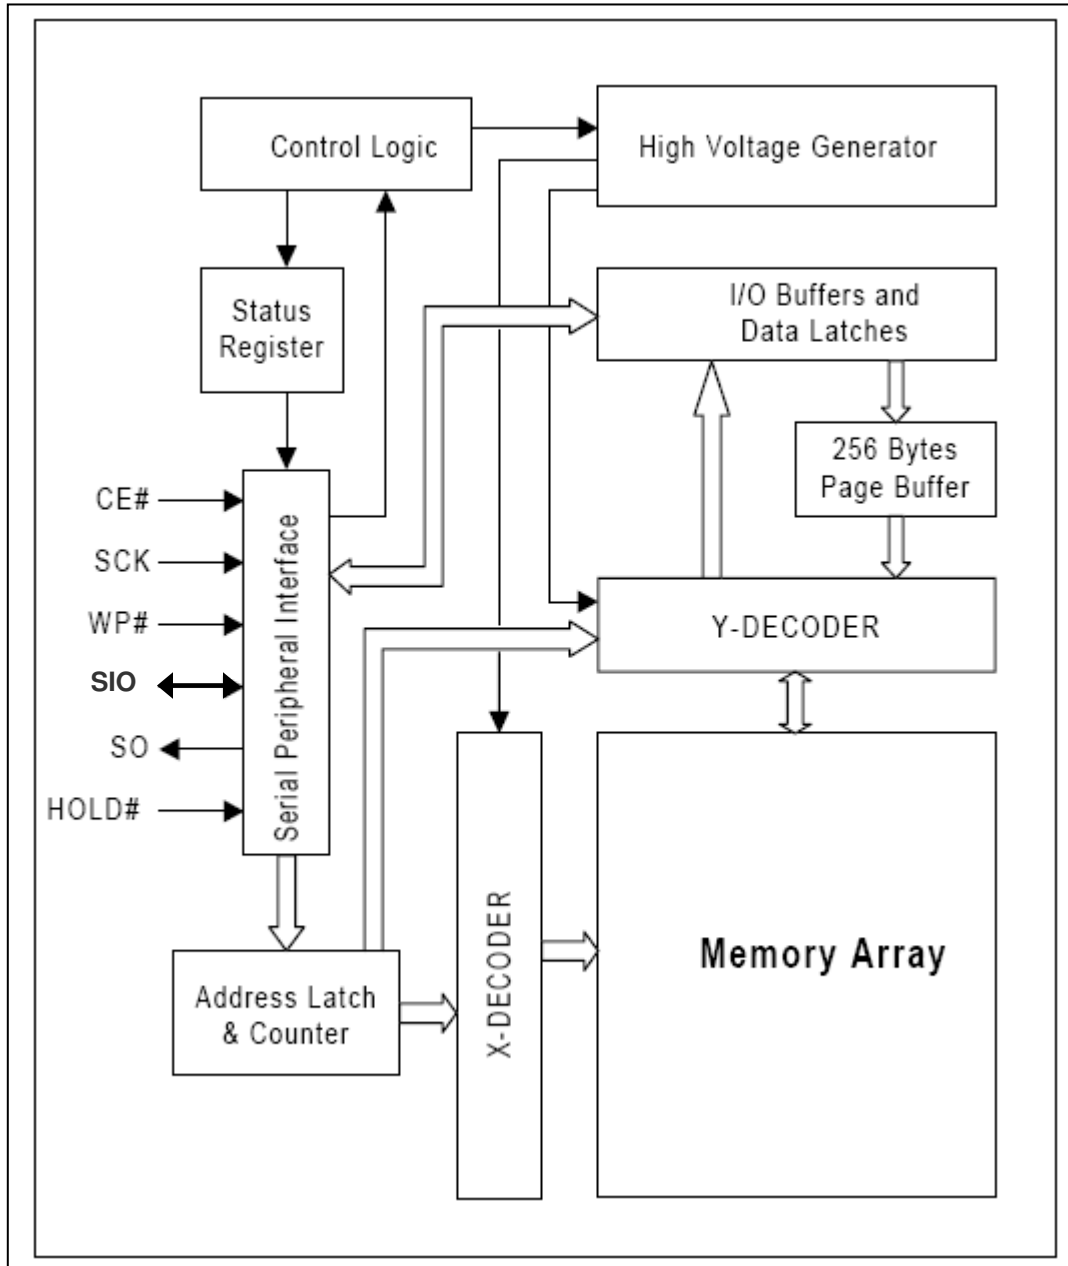 Control Logic
High Voltage Generator
Status
Register
I/O Buffers and
Data Latches
256 Bytes
Page Buffer
CE#
SCK
WP#
SIO
SO
HOLD#
Serial Peripheral Interface
Y-DECODER
X-DECODER
Memory Array
Address Latch
& Counter